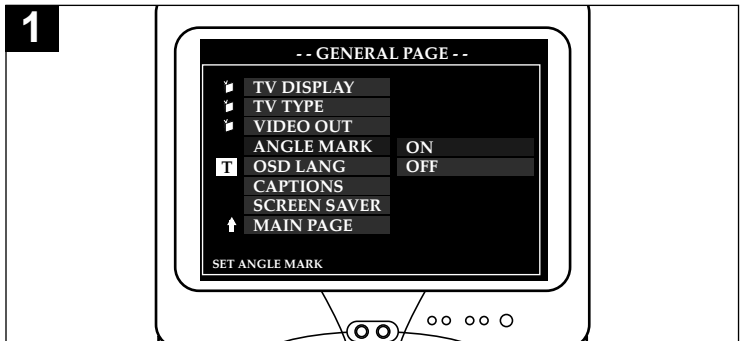 1
- - GENERAL PAGE - -
TV DISPLAY
TV TYPE
VIDEO OUT
ANGLE MARK ON
T OSD LANG OFF
CAPTIONS
SCREEN SAVER
MAIN PAGE
SET ANGLE MARK